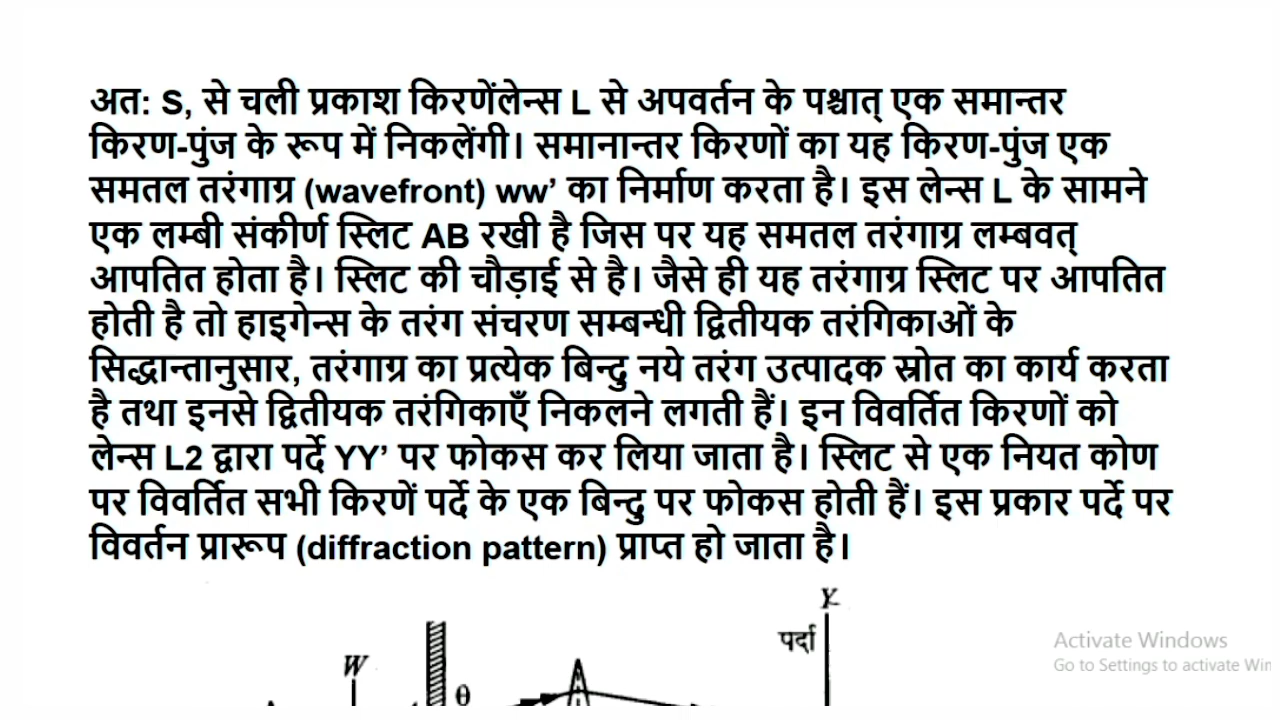 अत: S, से चली प्रकाश किरणेंलेन्स L से अपवर्तन के पश्चात् एक समान्तर
किरण-पुंज के रूप में निकलेंगी। समानान्तर किरणों का यह किरण-पुंज एक
समतल तरंगाग्र (wavefront) ww’ का निर्माण करता है। इस लेन्स L के सामने
एक लम्बी संकीर्ण स्लिट AB रखी है जिस पर यह समतल तरंगाग्र लम्बवत्
आपतित होता है। स्लिट की चौड़ाई से है। जैसे ही यह तरंगाग्र स्लिट पर आपतित
होती है तो हाइगेन्स के तरंग संचरण सम्बन्धी द्वितीयक तरंगिकाओं के
सिद्धान्तानुसार, तरंगाग्र का प्रत्येक बिन्दु नये तरंग उत्पादक स्रोत का कार्य करता
है तथा इनसे द्वितीयक तरंगिकाएँ निकलने लगती हैं। इन विवर्तित किरणों को
लेन्स L2 द्वारा पर्दे YY’ पर फोकस कर लिया जाता है। स्लिट से एक नियत कोण
पर विवर्तित सभी किरणें पर्दे के एक बिन्दु पर फोकस होती हैं। इस प्रकार पर्दे पर
विवर्तन प्रारूप (diffraction pattern) प्राप्त हो जाता है।
Y
पर्दा
W
θ
Activate Windows
Go to Settings to activate Win